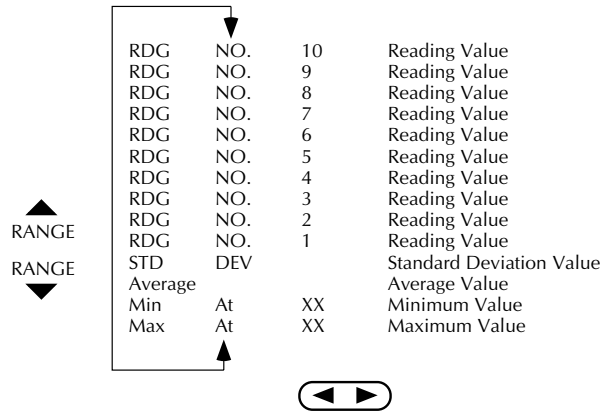 RDG NO. 10 Reading Value
RDG NO. 9 Reading Value
RDG NO. 8 Reading Value
RDG NO. 7 Reading Value
RDG NO. 6 Reading Value
RDG NO. 5 Reading Value
RDG NO. 4 Reading Value
RDG NO. 3 Reading Value
RDG NO. 2 Reading Value
RDG NO. 1 Reading Value
STD DEV Standard Deviation Value
Average Average Value
Min At XX Minimum Value
Max At XX Maximum Value
RANGE
RANGE